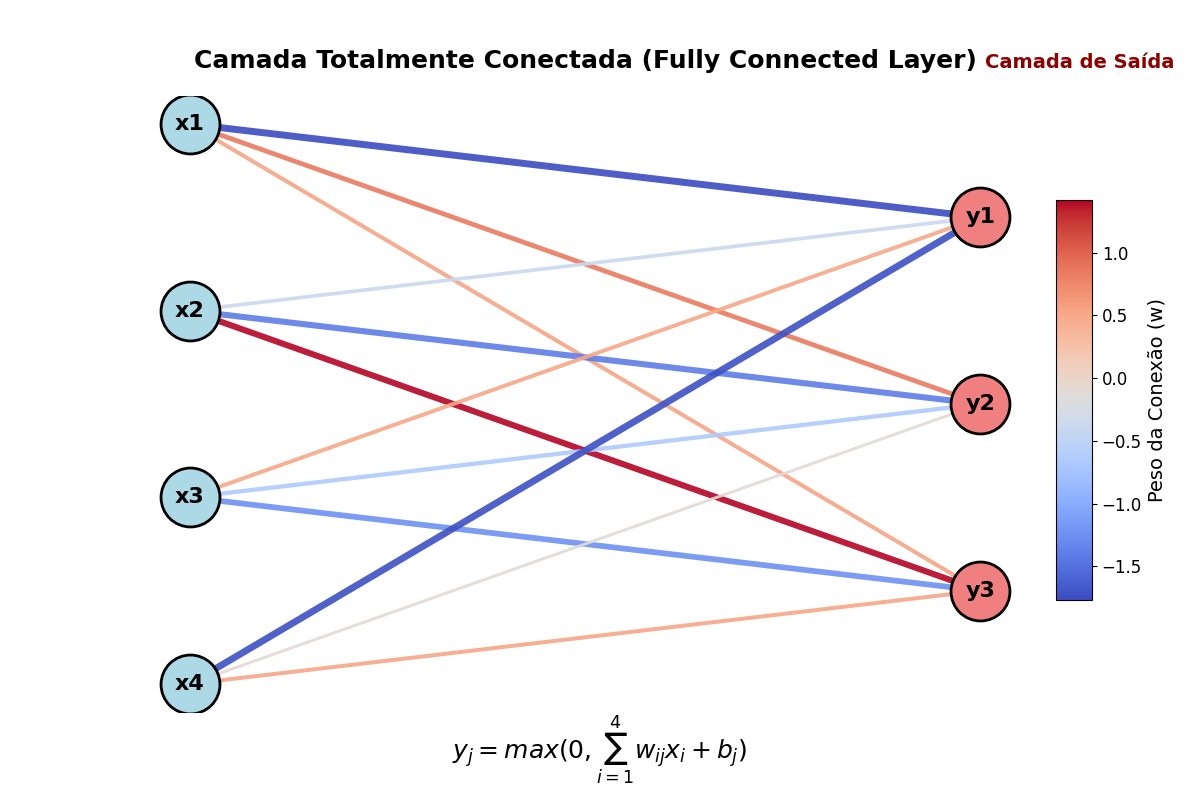 Camada Totalmente Conectada (Fully Connected Layer)
Camada de Saída
x1
x2
x3
x4
y1
y2
y3
1.0
0.5
0.0
−0.5
−1.0
−1.5
Peso da Conexão (w)
y_j = max(0, \sum_{i=1}^{4} w_{ij}x_i + b_j)